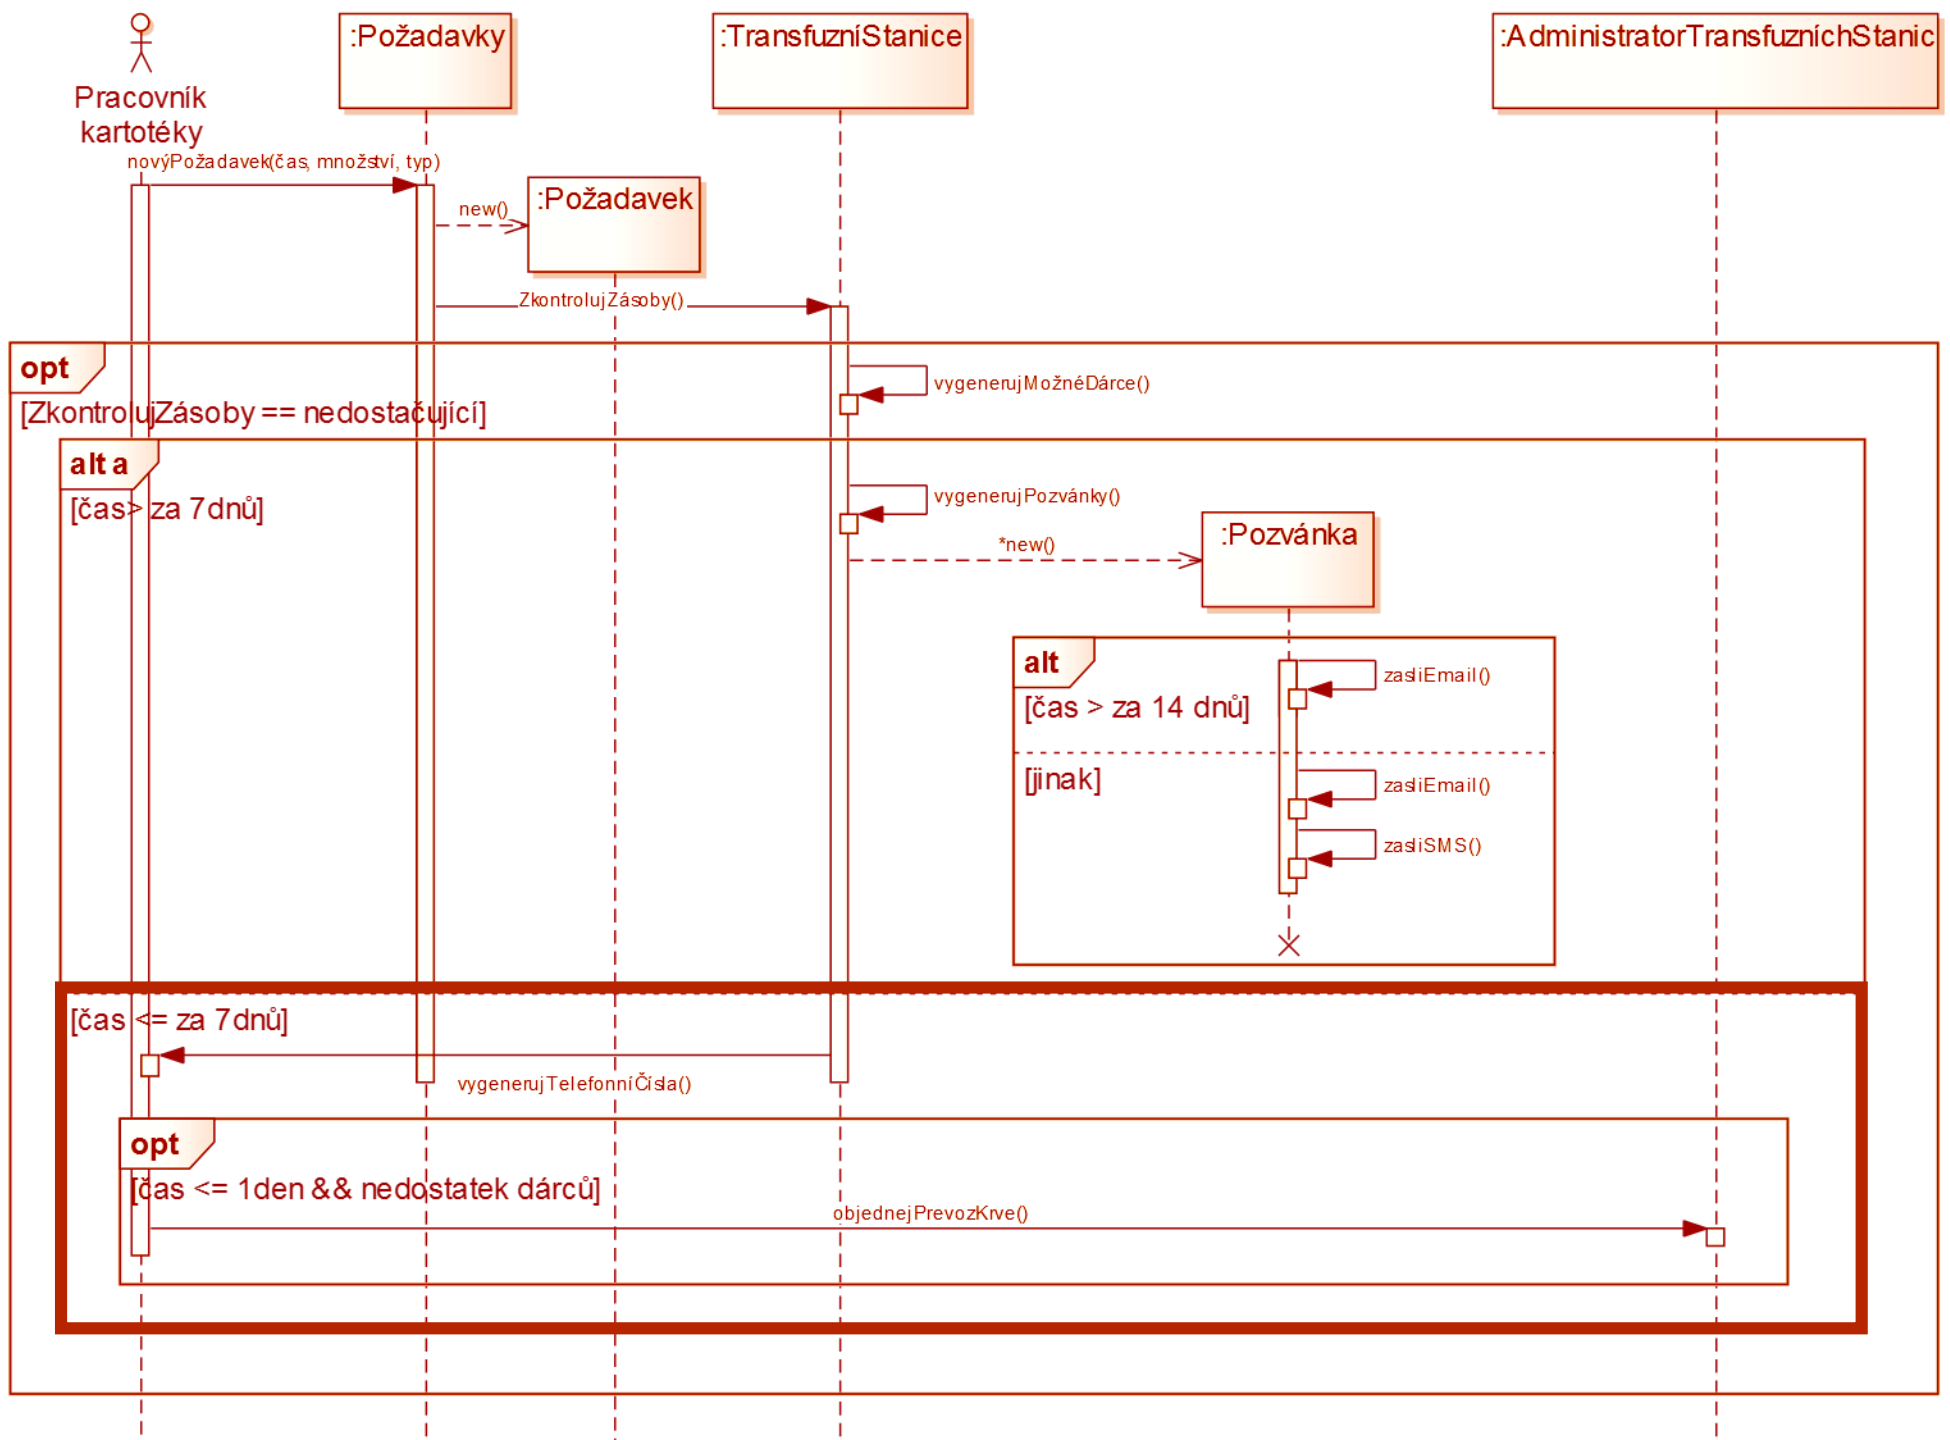 :Požadavky
:TransfuzníStanice
:AdministratorTransfuzníchStanic
Pracovník
kartotéky
novýPožadavek(čas, množství, typ)
:Požadavek
new()
ZkontrolujZásoby()
opt
[ZkontrolujZásoby == nedostačující]
vygenerujMožnéDárce()
alt a
[čas> za 7dnů]
vygenerujPozvánky()
:Pozvánka
*new()
alt
[čas > za 14 dnů]
zasliEmail()
[jinak]
zasliEmail()
zasliSMS()
[čas <= za 7dnů]
vygenerujTelefonníČísla()
opt
[čas <= 1den && nedostatek dárců]
objednejPrevozKrve()